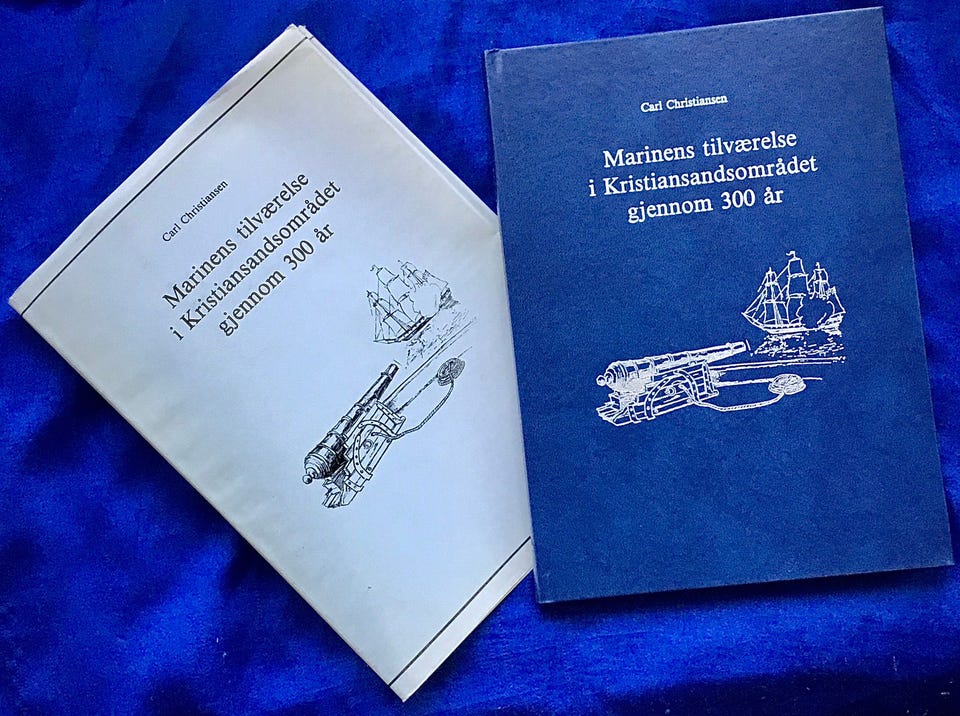 Carl Christiansen
Marinens tilværelse
i Kristiansandsområdet
gjennom 300 år
Carl Christiansen
Marinens tilværelse
i Kristiansandsområdet
gjennom 300 år